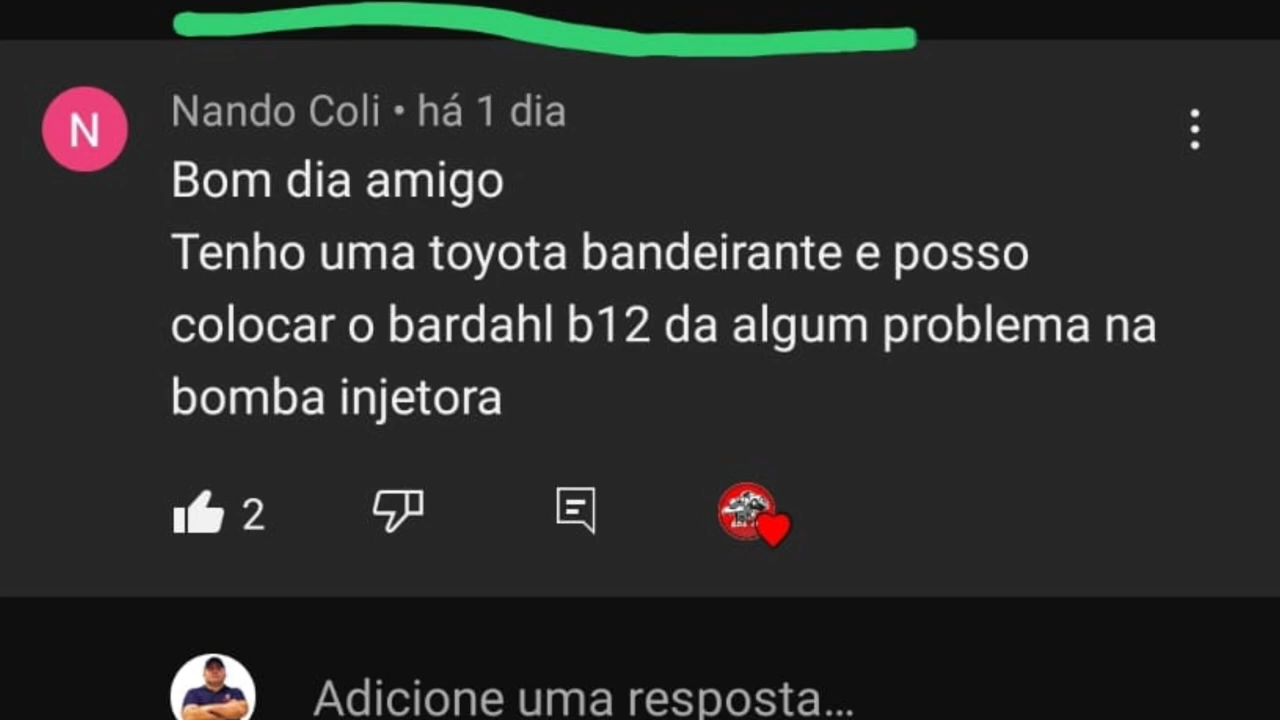 N
Nando Coli • há 1 dia
Bom dia amigo
Tenho uma toyota bandeirante e posso
colocar o bardahl b12 da algum problema na
bomba injetora
2
Adicione uma resposta...